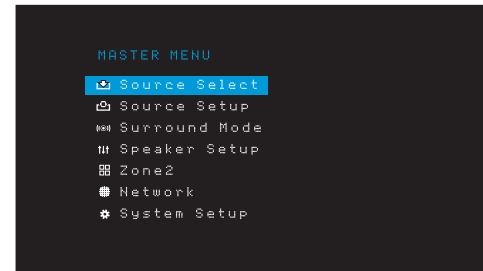 MASTER MENU
Source Select
Source Setup
Surround Mode
Speaker Setup
Zone2
Network
System Setup